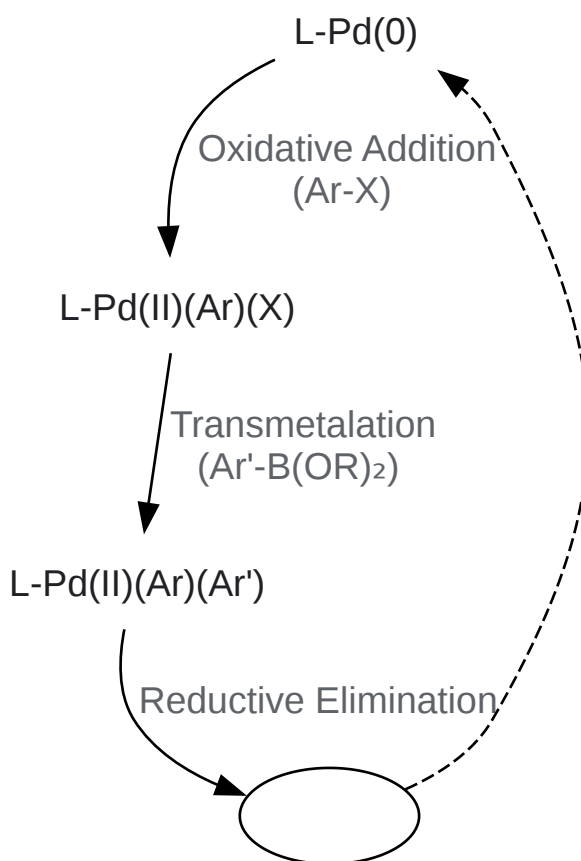 L-Pd(0)
Oxidative Addition
(Ar-X)
L-Pd(II)(Ar)(X)
Transmetalation
(Ar'-B(OR)₂)
L-Pd(II)(Ar)(Ar')
Reductive Elimination